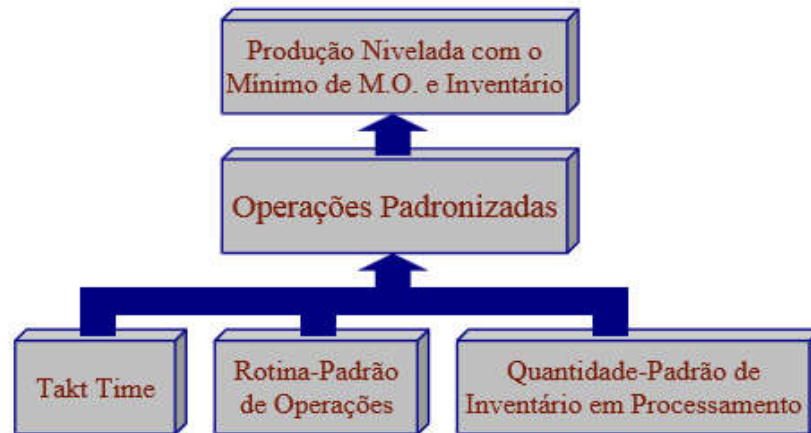 Produção Nivelada com o
Mínimo de M.O. e Inventário
Operações Padronizadas
Takt Time
Rotina-Padrão
de Operações
Quantidade-Padrão de
Inventário em Processamento